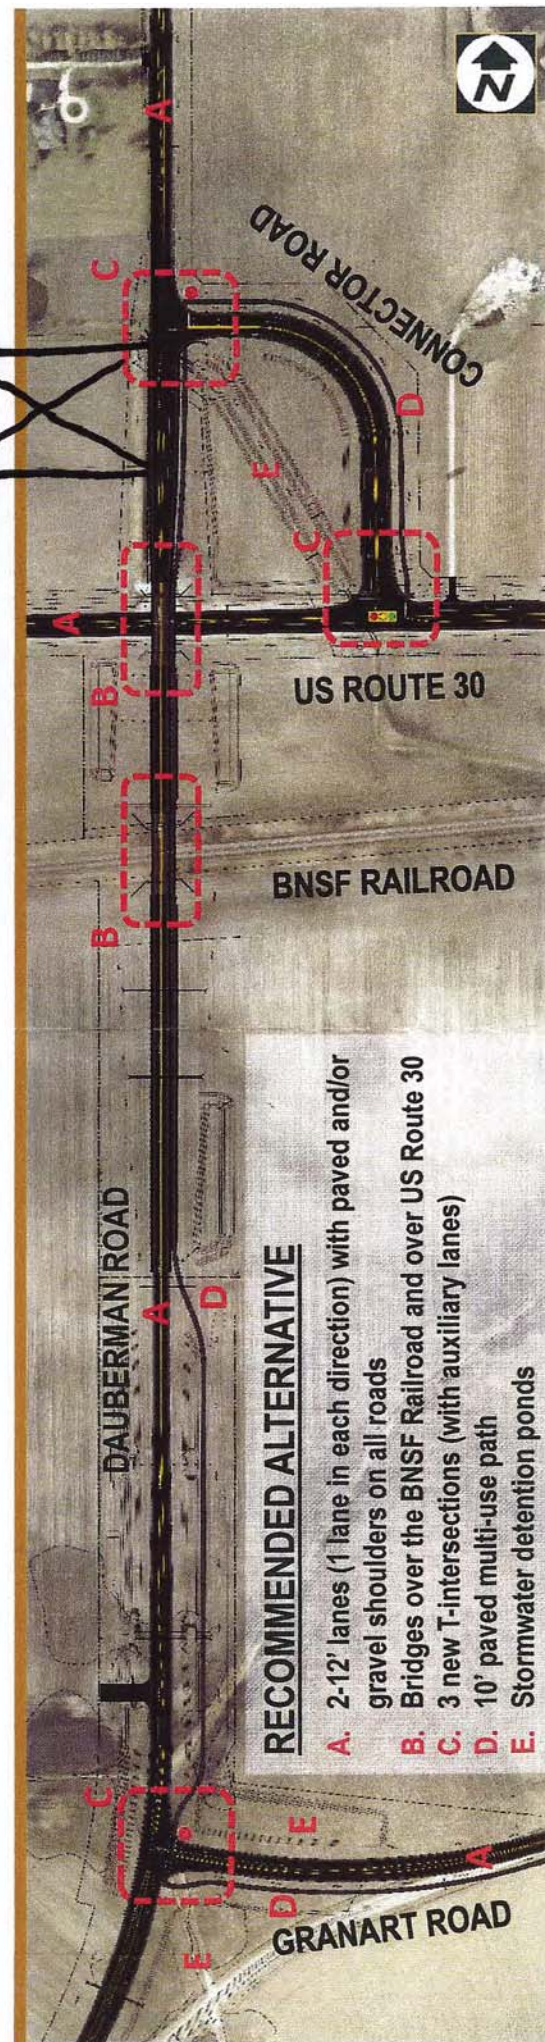 N
A
C
CONNECTOR ROAD
D
E
C
A
B
US ROUTE 30
B
BNSF RAILROAD
DAUBERMAN ROAD
A
D
RECOMMENDED ALTERNATIVE
A. 2-12' lanes (1 lane in each direction) with paved and/or
gravel shoulders on all roads
B. Bridges over the BNSF Railroad and over US Route 30
C. 3 new T-intersections (with auxiliary lanes)
D. 10' paved multi-use path
E. Stormwater detention ponds
C
E
A
D
E
GRANART ROAD